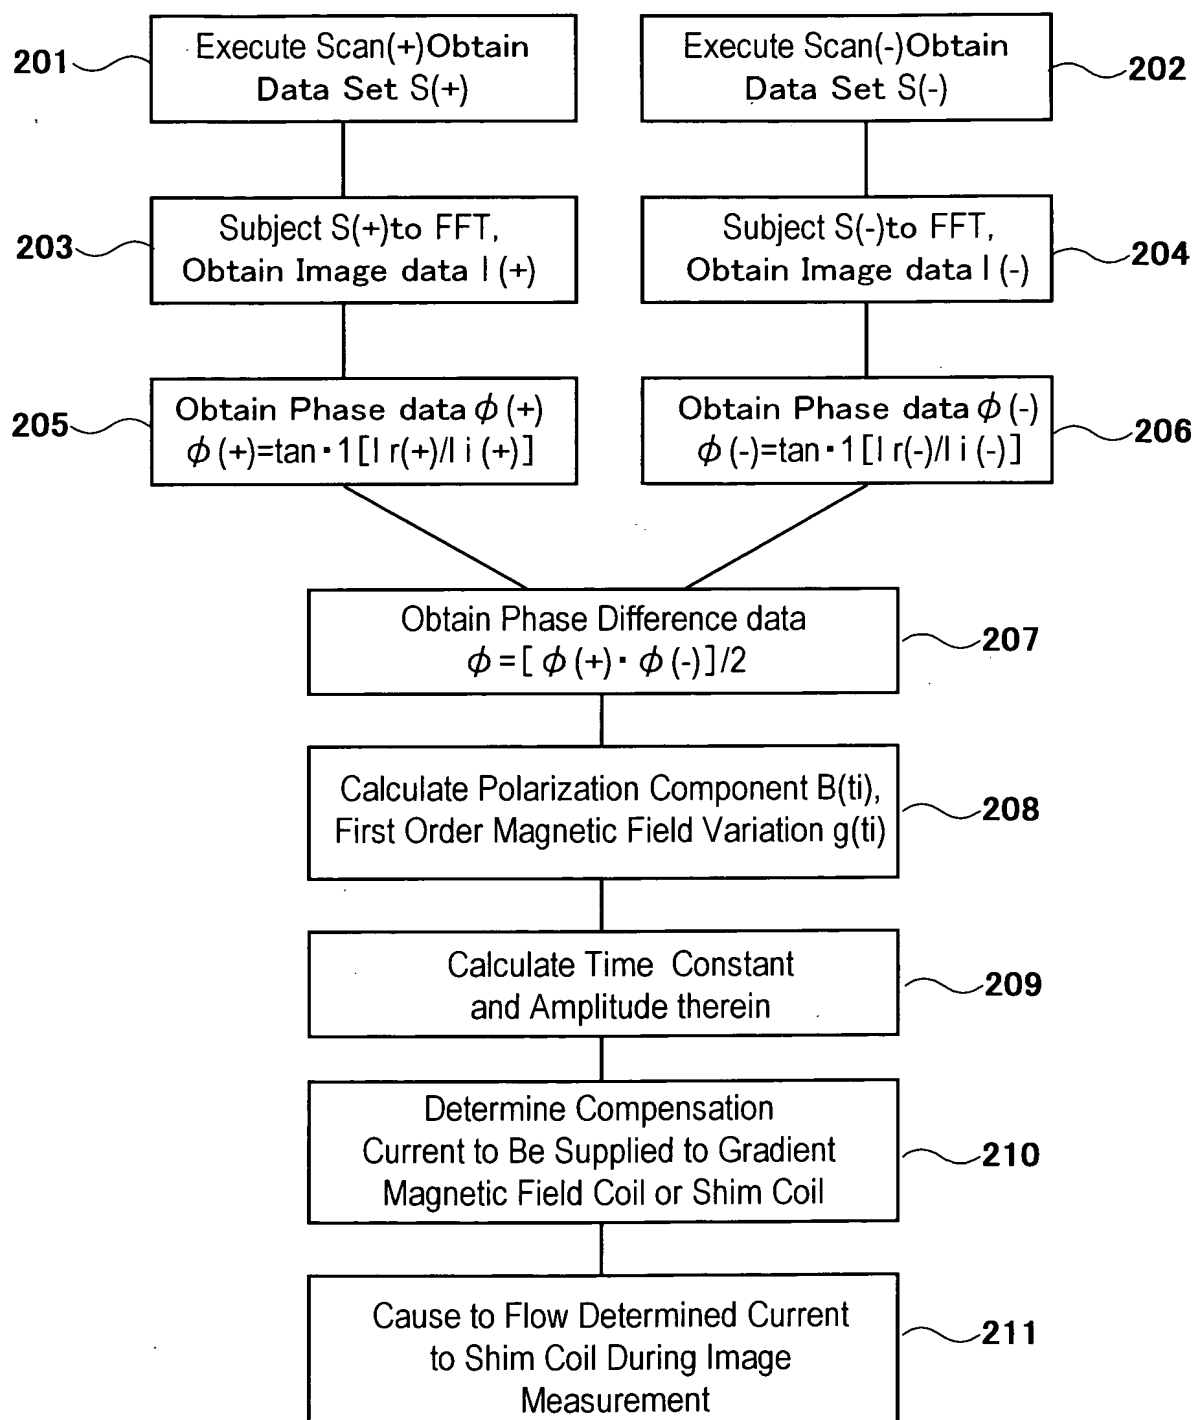 201
Execute Scan(+)Obtain
Data Set S(+)
Execute Scan(-)Obtain
Data Set S(-)
202
203
Subject S(+)to FFT,
Obtain Image data I(+)
Subject S(-)to FFT,
Obtain Image data I(-)
204
205
Obtain Phase data ϕ(+)
ϕ(+)=tan・1[I r(+)/I i(+)]
Obtain Phase data ϕ(-)
ϕ(-)=tan・1[I r(-)/I i(-)]
206
Obtain Phase Difference data
ϕ=[ ϕ(+)・ ϕ(-)]/2
207
Calculate Polarization Component B(ti),
First Order Magnetic Field Variation g(ti)
208
Calculate Time Constant
and Amplitude therein
209
Determine Compensation
Current to Be Supplied to Gradient
Magnetic Field Coil or Shim Coil
210
Cause to Flow Determined Current
to Shim Coil During Image
Measurement
211